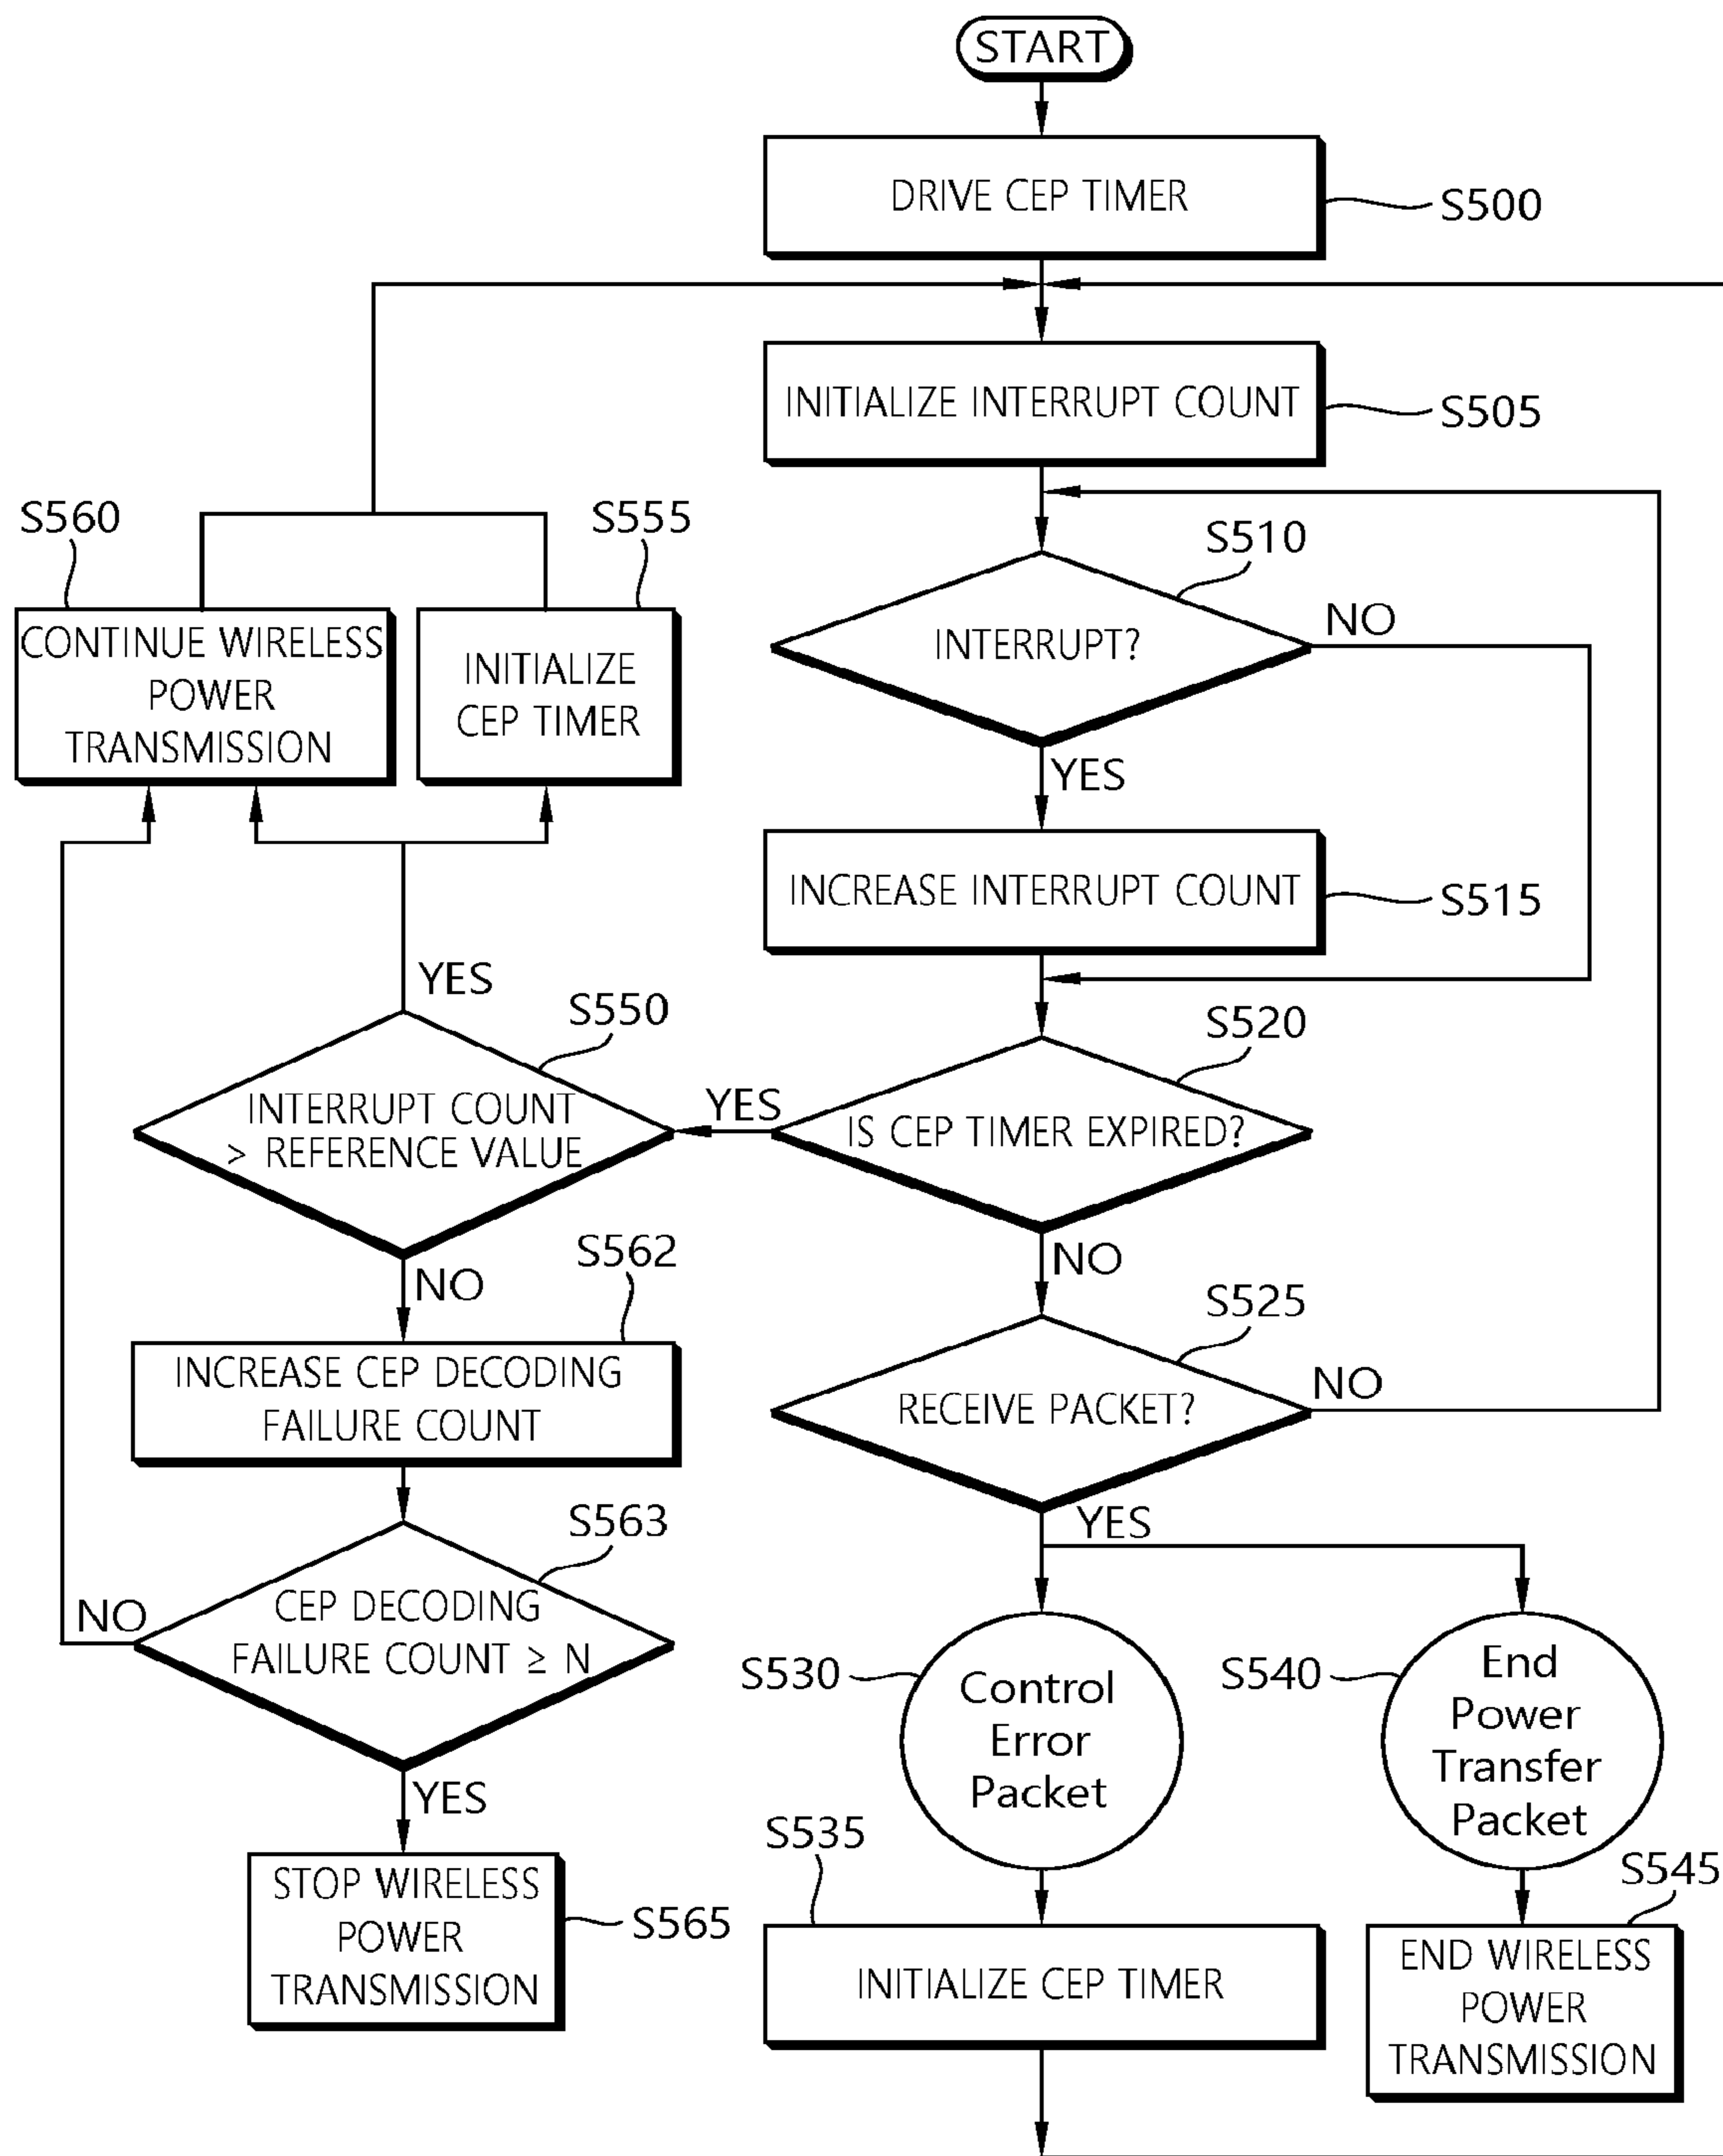 START
DRIVE CEP TIMER
S500
INITIALIZE INTERRUPT COUNT
S505
S560
S555
S510
CONTINUE WIRELESS
POWER
TRANSMISSION
INITIALIZE
CEP TIMER
INTERRUPT?
NO
YES
INCREASE INTERRUPT COUNT
S515
YES
S550
S520
INTERRUPT COUNT
> REFERENCE VALUE
YES
IS CEP TIMER EXPIRED?
NO
S562
NO
S525
INCREASE CEP DECODING
FAILURE COUNT
RECEIVE PACKET?
NO
S563
YES
CEP DECODING
FAILURE COUNT ≥ N
NO
S530
Control
Error
Packet
S540
End
Power
Transfer
Packet
YES
S535
S545
STOP WIRELESS
POWER
TRANSMISSION
S565
INITIALIZE CEP TIMER
END WIRELESS
POWER
TRANSMISSION